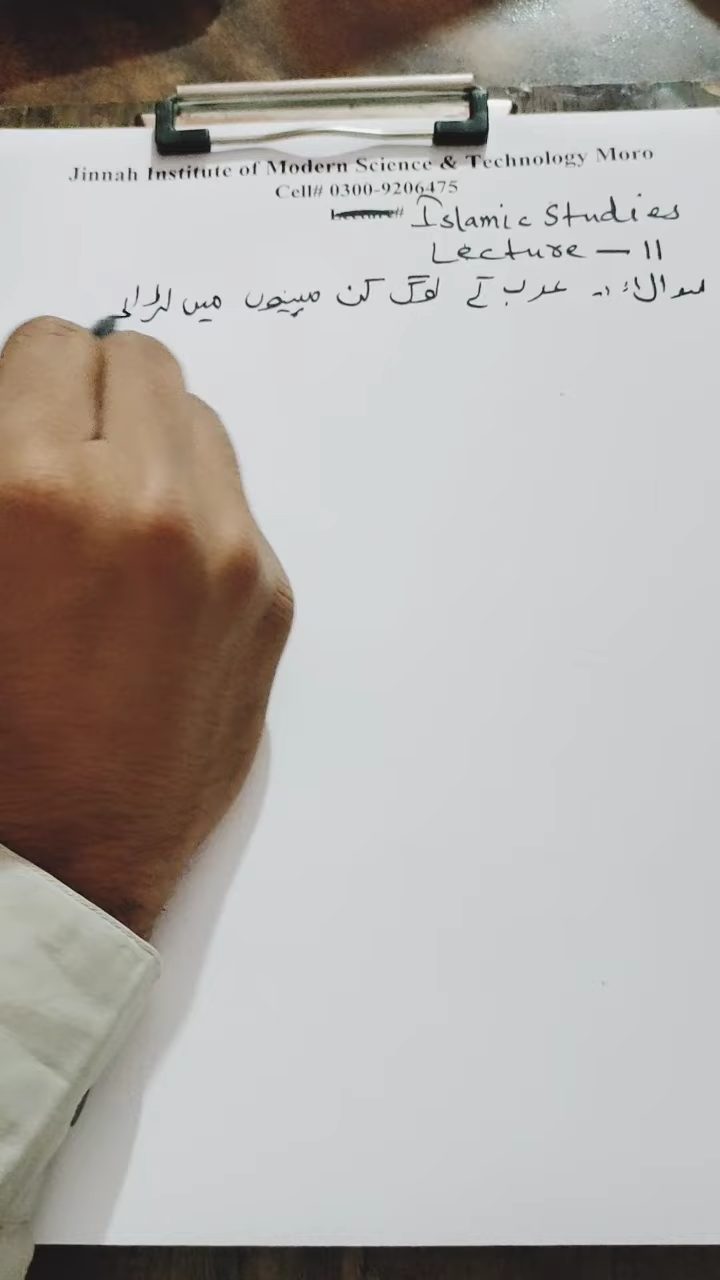 Jinnah Institute of Modern Science & Technology Moro
Cell# 0300-9206475
Islamic Studies
Lecture — 11
سوال ۱:۔ عرب کے لوگ کن مہینوں میں لڑائی